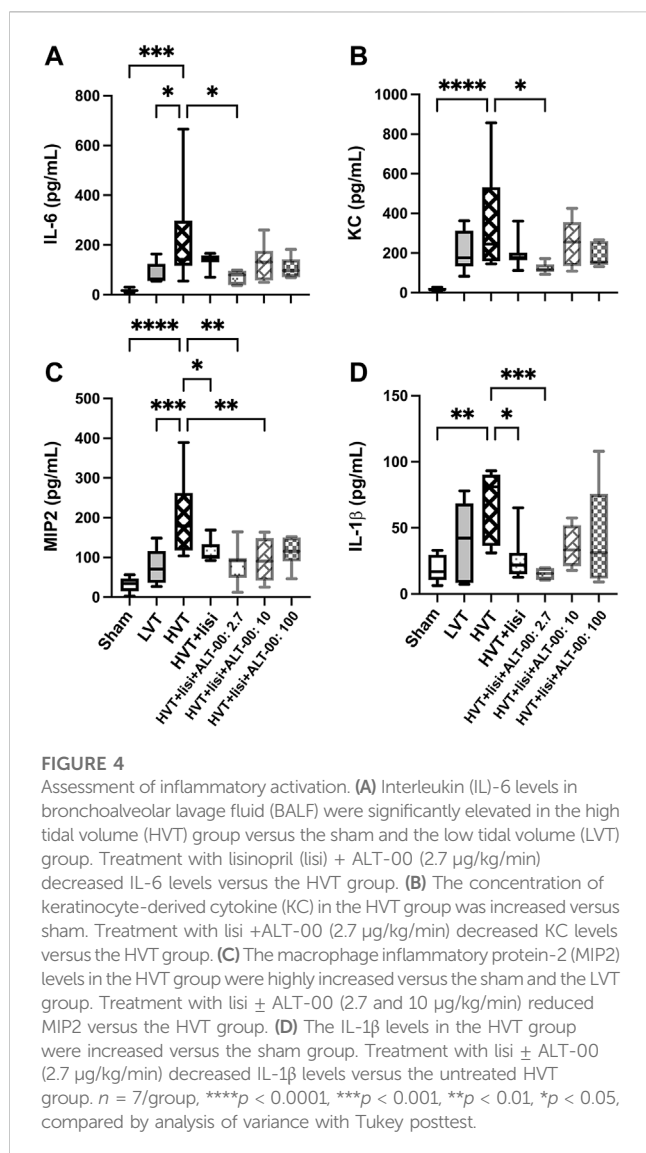 A
***
*
*
IL-6 (pg/mL)
800
600
400
200
0
B
****
*
KC (pg/mL)
1000
800
600
400
200
0
C
****
**
*
***
**
MIP2 (pg/mL)
500
400
300
200
100
0
Sham
LVT
HVT
HVT+lisi
HVT+lisi+ALT-00: 2.7
HVT+lisi+ALT-00: 10
HVT+lisi+ALT-00: 100
D
***
**
*
IL-1β (pg/mL)
150
100
50
0
Sham
LVT
HVT
HVT+lisi
HVT+lisi+ALT-00: 2.7
HVT+lisi+ALT-00: 10
HVT+lisi+ALT-00: 100
FIGURE 4
Assessment of inflammatory activation. (A) Interleukin (IL)-6 levels in
bronchoalveolar lavage fluid (BALF) were significantly elevated in the high
tidal volume (HVT) group versus the sham and the low tidal volume (LVT)
group. Treatment with lisinopril (lisi) + ALT-00 (2.7 µg/kg/min)
decreased IL-6 levels versus the HVT group. (B) The concentration of
keratinocyte-derived cytokine (KC) in the HVT group was increased versus
sham. Treatment with lisi +ALT-00 (2.7 µg/kg/min) decreased KC levels
versus the HVT group. (C) The macrophage inflammatory protein-2 (MIP2)
levels in the HVT group were highly increased versus the sham and the LVT
group. Treatment with lisi ± ALT-00 (2.7 and 10 µg/kg/min) reduced
MIP2 versus the HVT group. (D) The IL-1β levels in the HVT group
were increased versus the sham group. Treatment with lisi ± ALT-00
(2.7 µg/kg/min) decreased IL-1β levels versus the untreated HVT
group. n = 7/group, ****p < 0.0001, ***p < 0.001, **p < 0.01, *p < 0.05,
compared by analysis of variance with Tukey posttest.